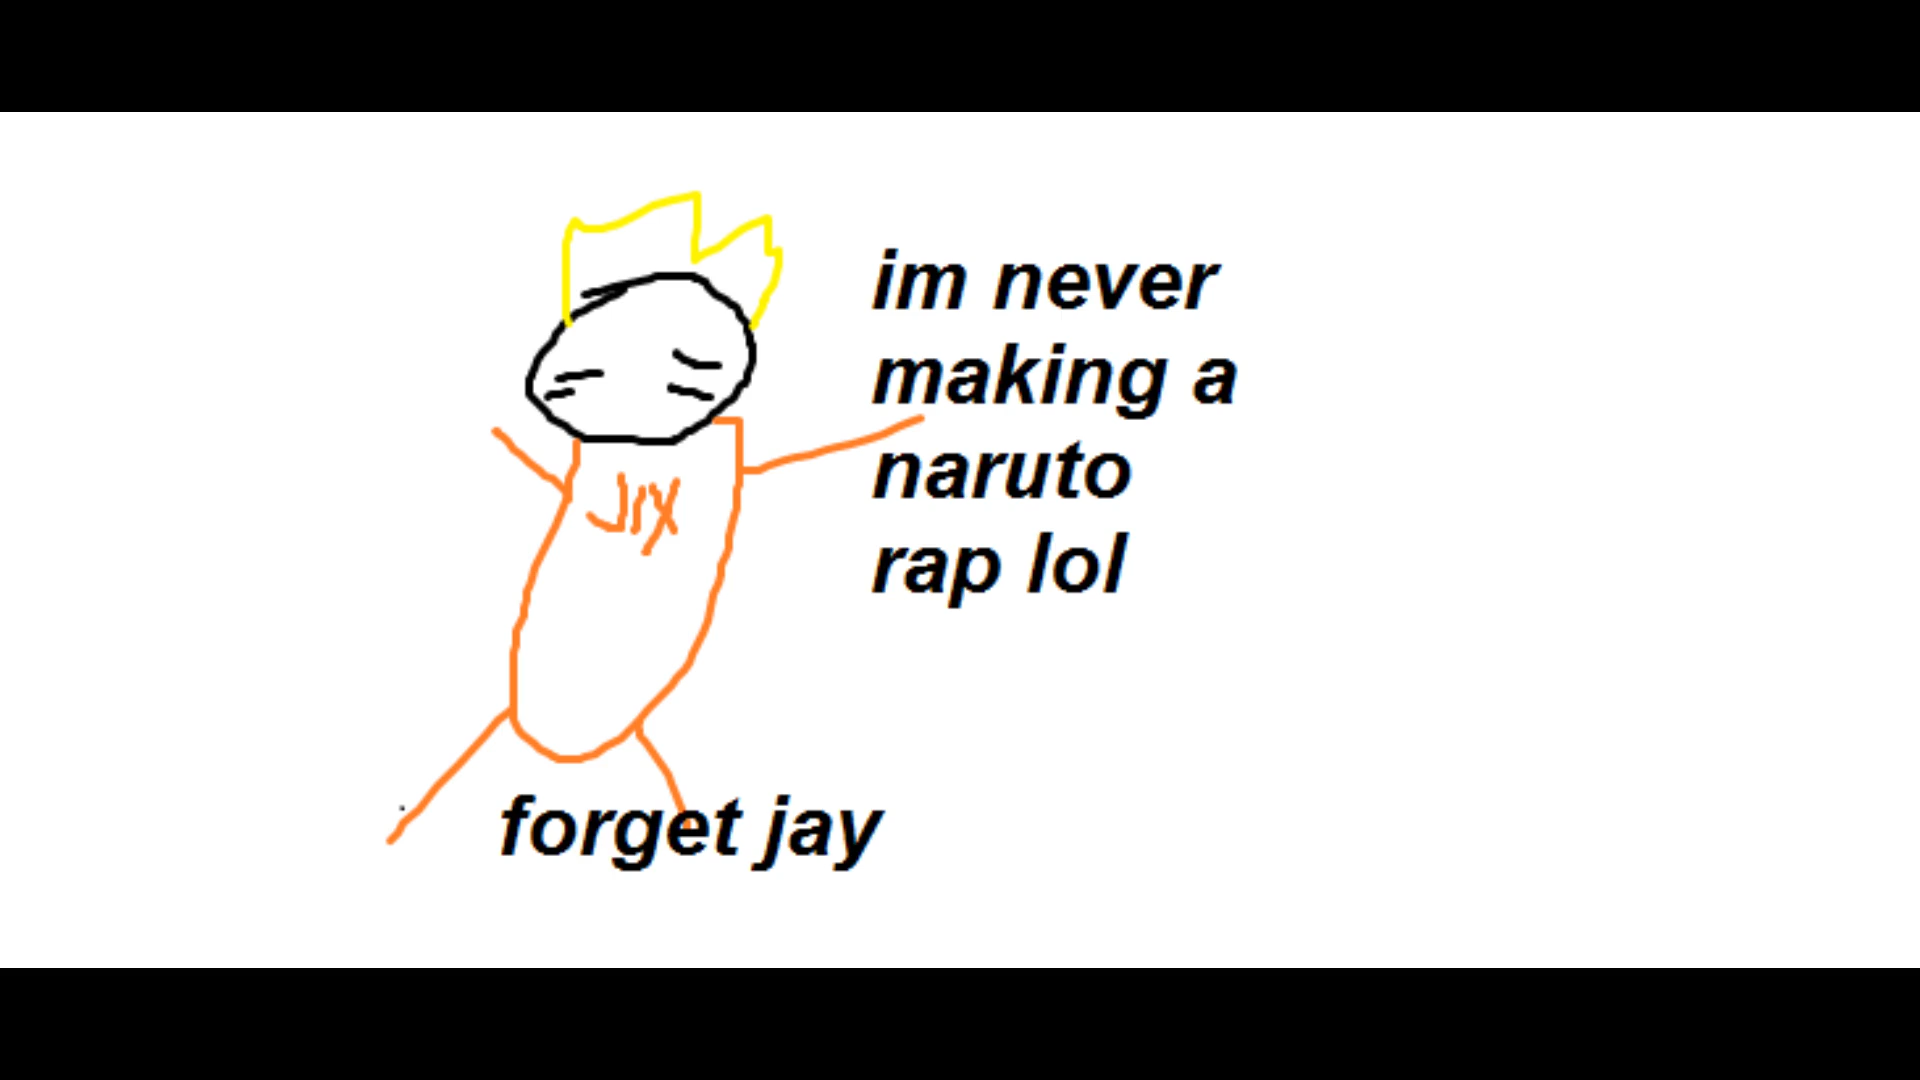 im never
making a
naruto
rap lol
forget jay